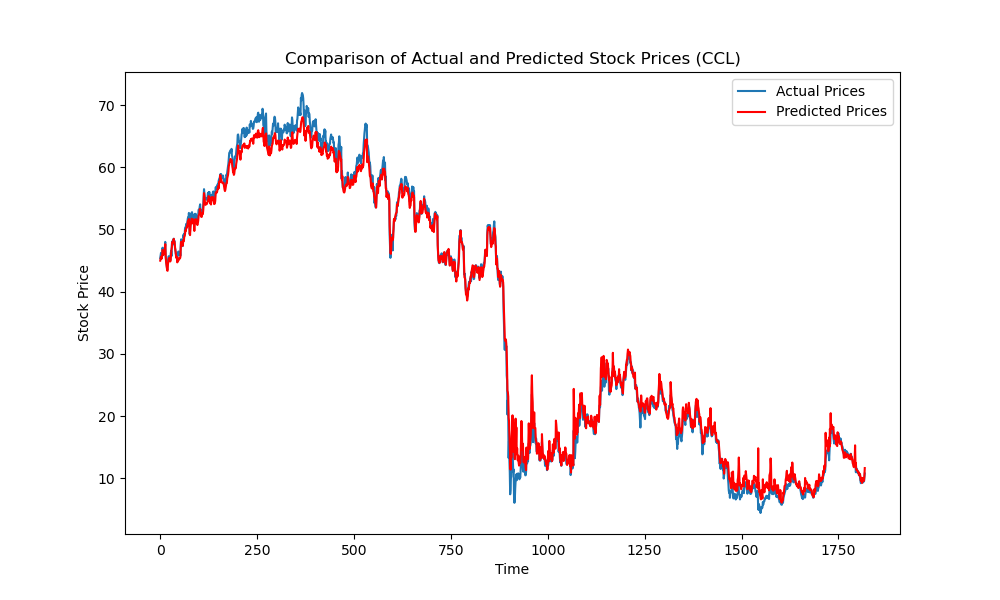 Comparison of Actual and Predicted Stock Prices (CCL)
Actual Prices
Predicted Prices
Stock Price
70
60
50
40
30
20
10
0 250 500 750 1000 1250 1500 1750
Time